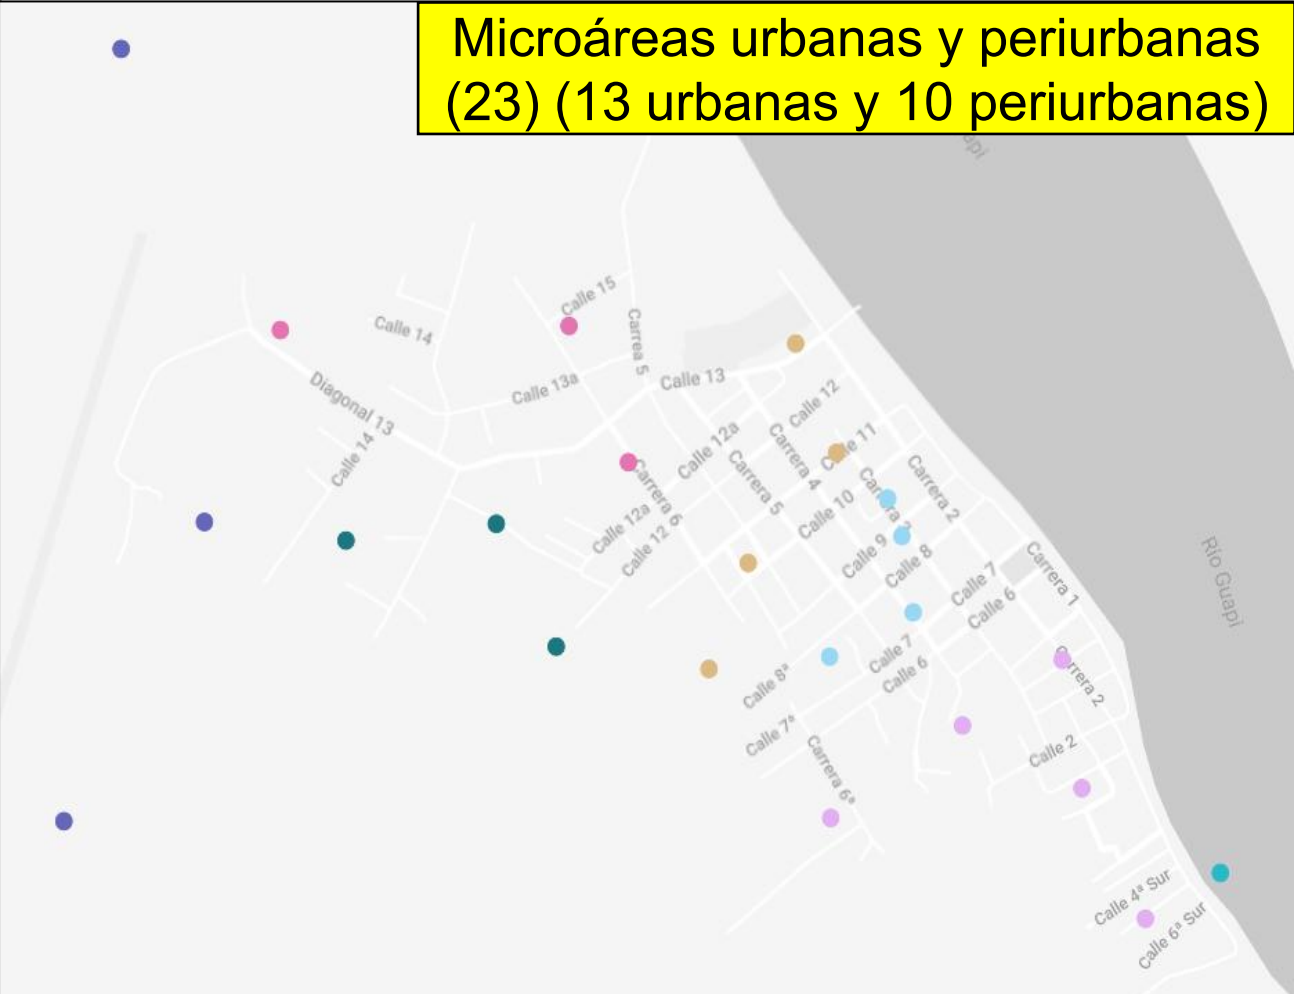 Microáreas urbanas y periurbanas
(23) (13 urbanas y 10 periurbanas)
Calle 15
Calle 14
Carrea 5
Calle 13a
Calle 13
Diagonal 13
Calle 12
Calle 14
Calle 12a
Carrera 4
Calle 11
Carrera 5
Carrera 2
Carrera 6
Calle 12a
Calle 10
Calle 12
Calle 9
Calle 8
Carrera 1
Calle 7
Calle 6
Río Guapi
Calle 7
Calle 6
Calle 8ª
Carrera 2
Calle 7ª
Calle 2
Carrera 6ª
Calle 4ª Sur
Calle 6ª Sur